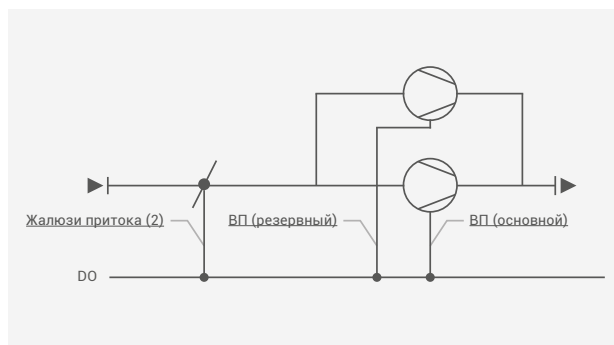 Жалюзи притока (2)
ВП (резервный)
ВП (основной)
DO